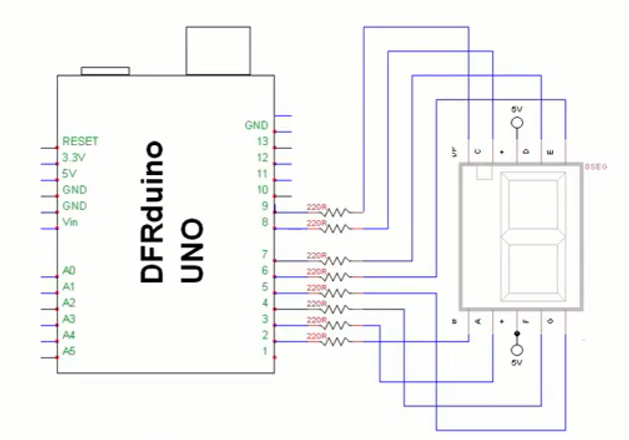 RESET
3.3V
5V
GND
GND
Vin
A0
A1
A2
A3
A4
A5
DFRduino
UNO
GND
13
12
11
10
9
8
7
6
5
4
3
2
1
220R
220R
220R
220R
220R
220R
220R
220R
5V
DP
C
+
D
E
8SEG
B
A
+
F
G
5V